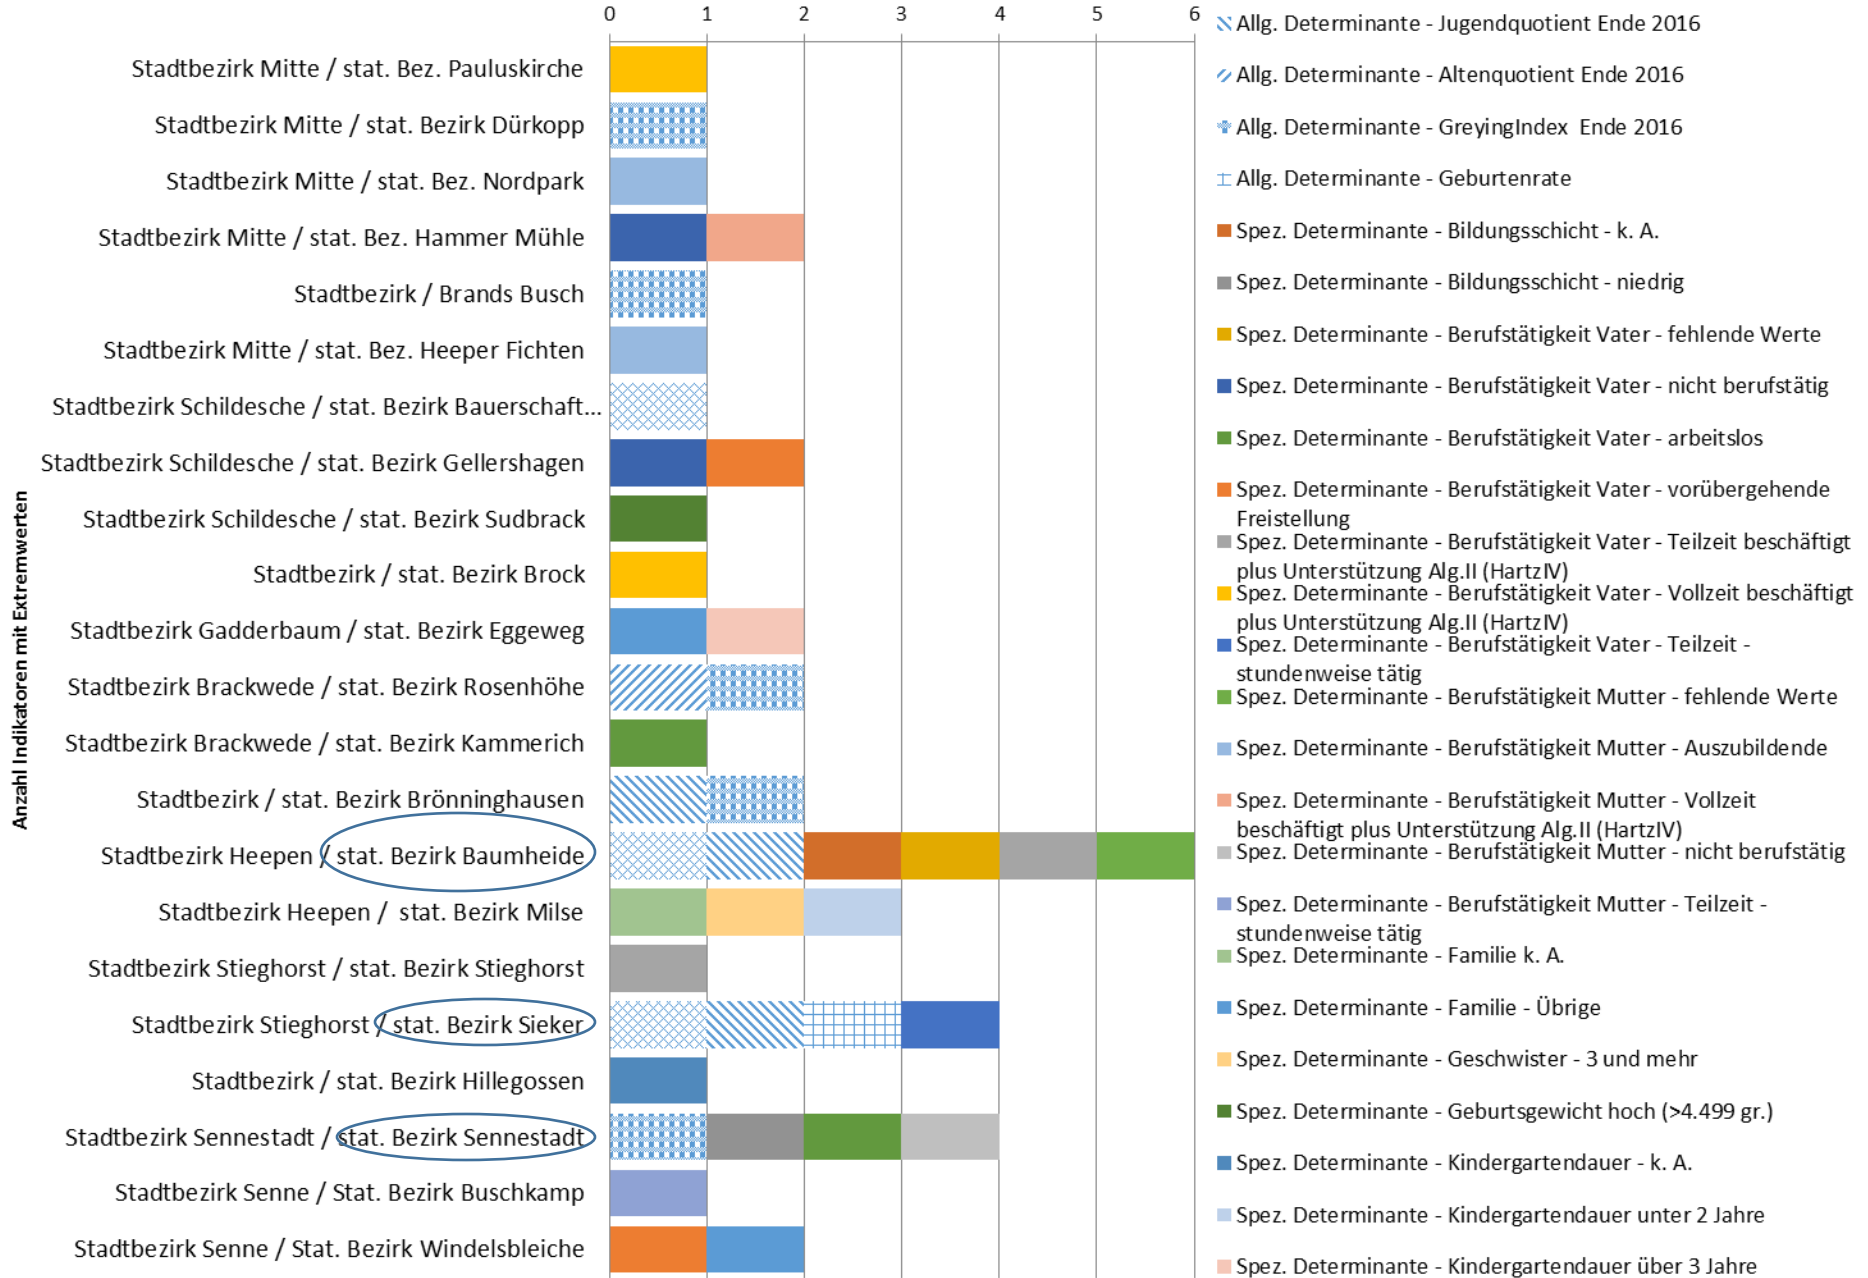 0 1 2 3 4 5 6
Anzahl Indikatoren mit Extremwerten
Stadtbezirk Mitte / stat. Bez. Pauluskirche
Stadtbezirk Mitte / stat. Bezirk Dürkopp
Stadtbezirk Mitte / stat. Bez. Nordpark
Stadtbezirk Mitte / stat. Bez. Hammer Mühle
Stadtbezirk / Brands Busch
Stadtbezirk Mitte / stat. Bez. Heeper Fichten
Stadtbezirk Schildesche / stat. Bezirk Bauerschaft...
Stadtbezirk Schildesche / stat. Bezirk Gellershagen
Stadtbezirk Schildesche / stat. Bezirk Sudbrack
Stadtbezirk / stat. Bezirk Brock
Stadtbezirk Gadderbaum / stat. Bezirk Eggeweg
Stadtbezirk Brackwede / stat. Bezirk Rosenhöhe
Stadtbezirk Brackwede / stat. Bezirk Kammerich
Stadtbezirk / stat. Bezirk Brönninghausen
Stadtbezirk Heepen / stat. Bezirk Baumheide
Stadtbezirk Heepen / stat. Bezirk Milse
Stadtbezirk Stieghorst / stat. Bezirk Stieghorst
Stadtbezirk Stieghorst / stat. Bezirk Sieker
Stadtbezirk / stat. Bezirk Hillegossen
Stadtbezirk Sennestadt / stat. Bezirk Sennestadt
Stadtbezirk Senne / Stat. Bezirk Buschkamp
Stadtbezirk Senne / Stat. Bezirk Windelsbleiche
Allg. Determinante - Jugendquotient Ende 2016
Allg. Determinante - Altenquotient Ende 2016
Allg. Determinante - GreyingIndex Ende 2016
Allg. Determinante - Geburtenrate
Spez. Determinante - Bildungsschicht - k. A.
Spez. Determinante - Bildungsschicht - niedrig
Spez. Determinante - Berufstätigkeit Vater - fehlende Werte
Spez. Determinante - Berufstätigkeit Vater - nicht berufstätig
Spez. Determinante - Berufstätigkeit Vater - arbeitslos
Spez. Determinante - Berufstätigkeit Vater - vorübergehende
Freistellung
Spez. Determinante - Berufstätigkeit Vater - Teilzeit beschäftigt
plus Unterstützung Alg.II (HartzIV)
Spez. Determinante - Berufstätigkeit Vater - Vollzeit beschäftigt
plus Unterstützung Alg.II (HartzIV)
Spez. Determinante - Berufstätigkeit Vater - Teilzeit -
stundenweise tätig
Spez. Determinante - Berufstätigkeit Mutter - fehlende Werte
Spez. Determinante - Berufstätigkeit Mutter - Auszubildende
Spez. Determinante - Berufstätigkeit Mutter - Vollzeit
beschäftigt plus Unterstützung Alg.II (HartzIV)
Spez. Determinante - Berufstätigkeit Mutter - nicht berufstätig
Spez. Determinante - Berufstätigkeit Mutter - Teilzeit -
stundenweise tätig
Spez. Determinante - Familie k. A.
Spez. Determinante - Familie - Übrige
Spez. Determinante - Geschwister - 3 und mehr
Spez. Determinante - Geburtsgewicht hoch (>4.499 gr.)
Spez. Determinante - Kindergartendauer - k. A.
Spez. Determinante - Kindergartendauer unter 2 Jahre
Spez. Determinante - Kindergartendauer über 3 Jahre